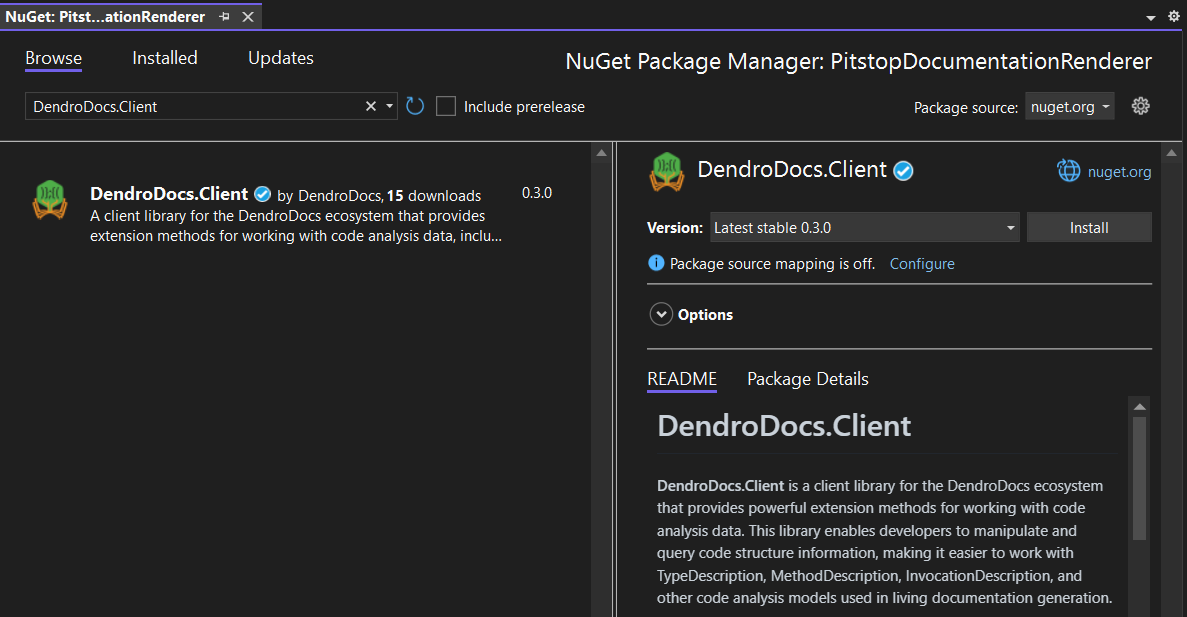 NuGet: Pitst...ationRenderer
Browse Installed Updates
NuGet Package Manager: PitstopDocumentationRenderer
DendroDocs.Client
Include prerelease
Package source: nuget.org
DendroDocs.Client by DendroDocs, 15 downloads 0.3.0
A client library for the DendroDocs ecosystem that provides
extension methods for working with code analysis data, inclu...
DendroDocs.Client
nuget.org
Version: Latest stable 0.3.0 Install
Package source mapping is off. Configure
Options
README Package Details
DendroDocs.Client
DendroDocs.Client is a client library for the DendroDocs ecosystem
that provides powerful extension methods for working with code
analysis data. This library enables developers to manipulate and
query code structure information, making it easier to work with
TypeDescription, MethodDescription, InvocationDescription, and
other code analysis models used in living documentation generation.